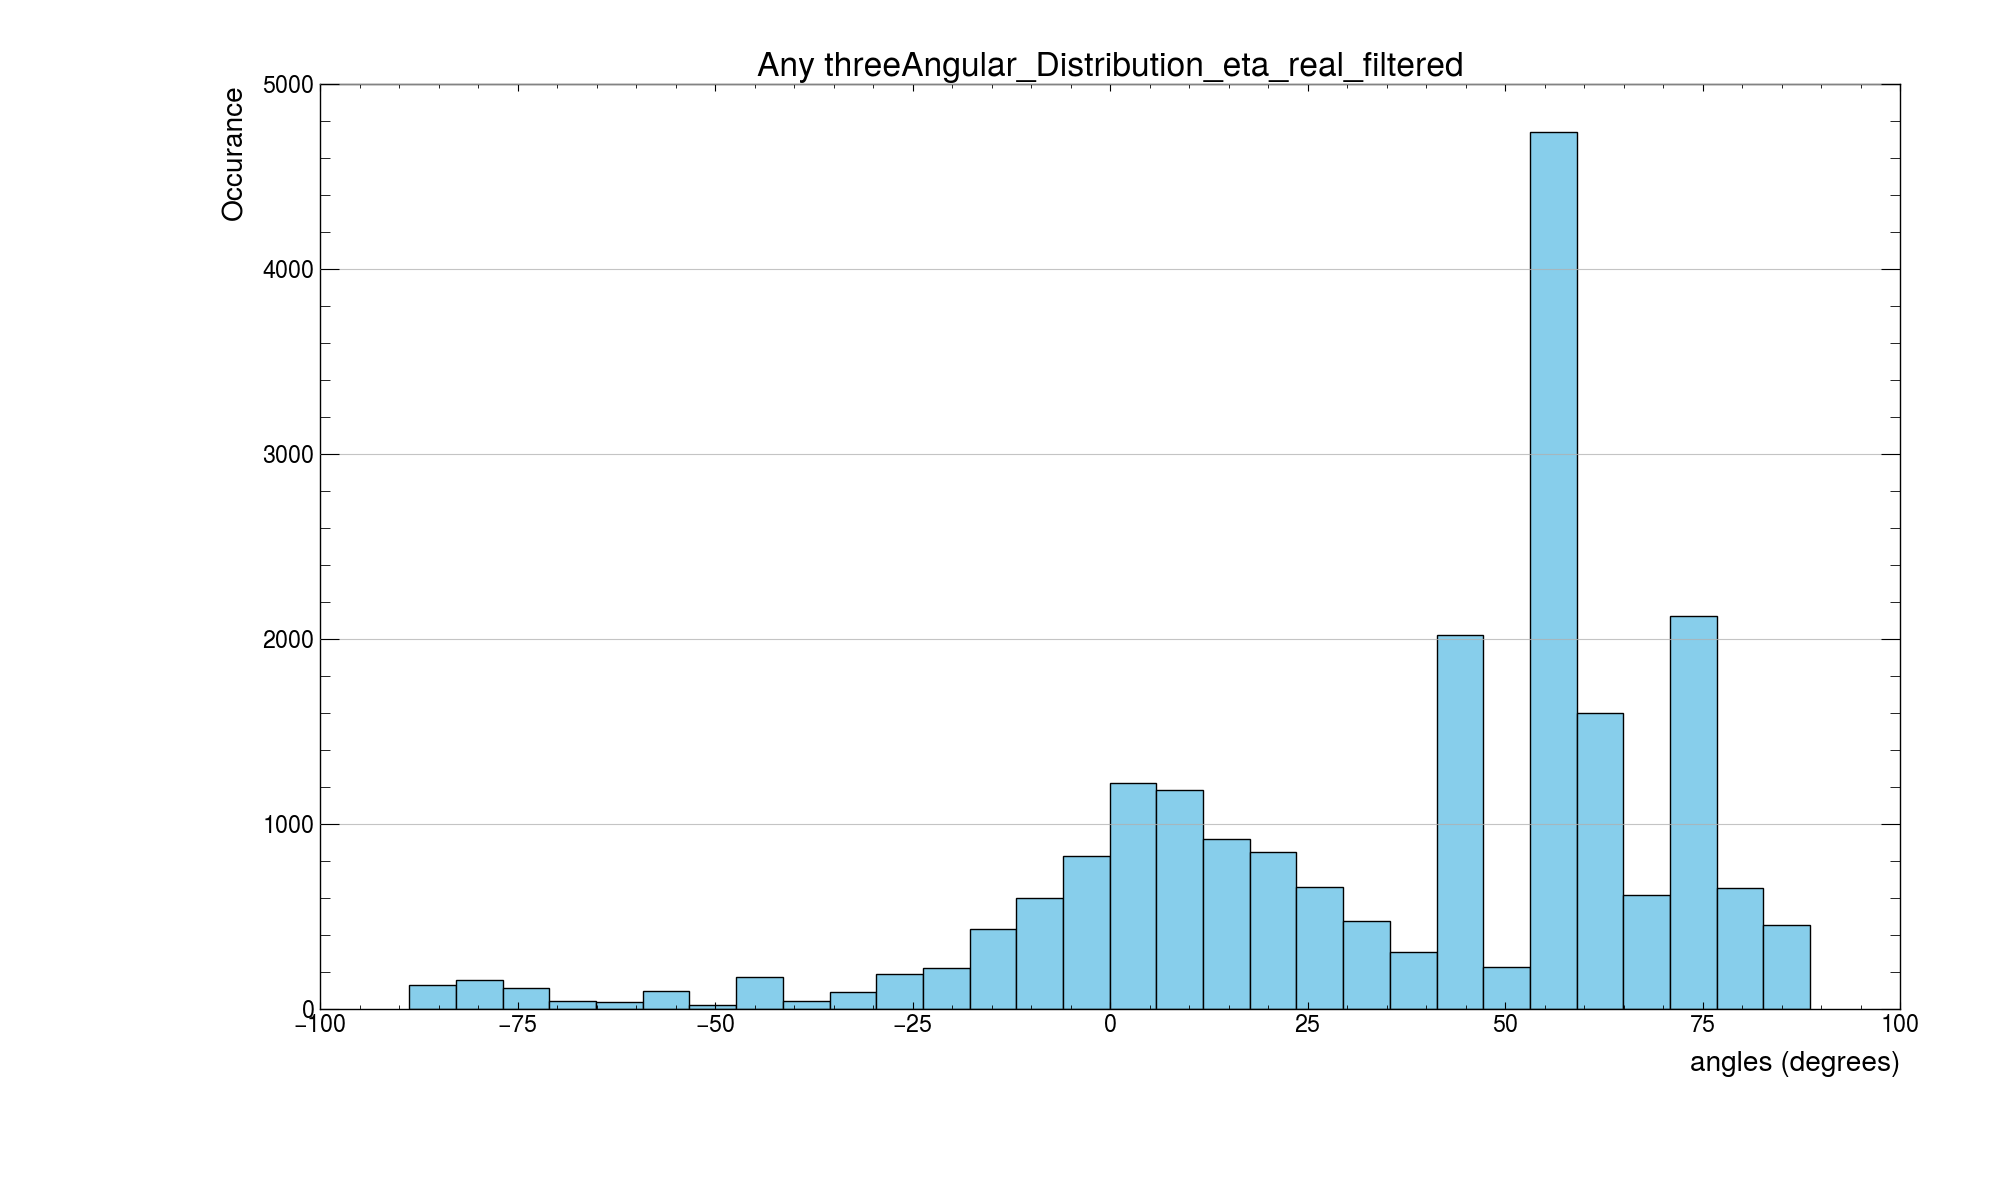 Any threeAngular_Distribution_eta_real_filtered
Occurance
5000
4000
3000
2000
1000
0
−100 −75 −50 −25 0 25 50 75 100
angles (degrees)